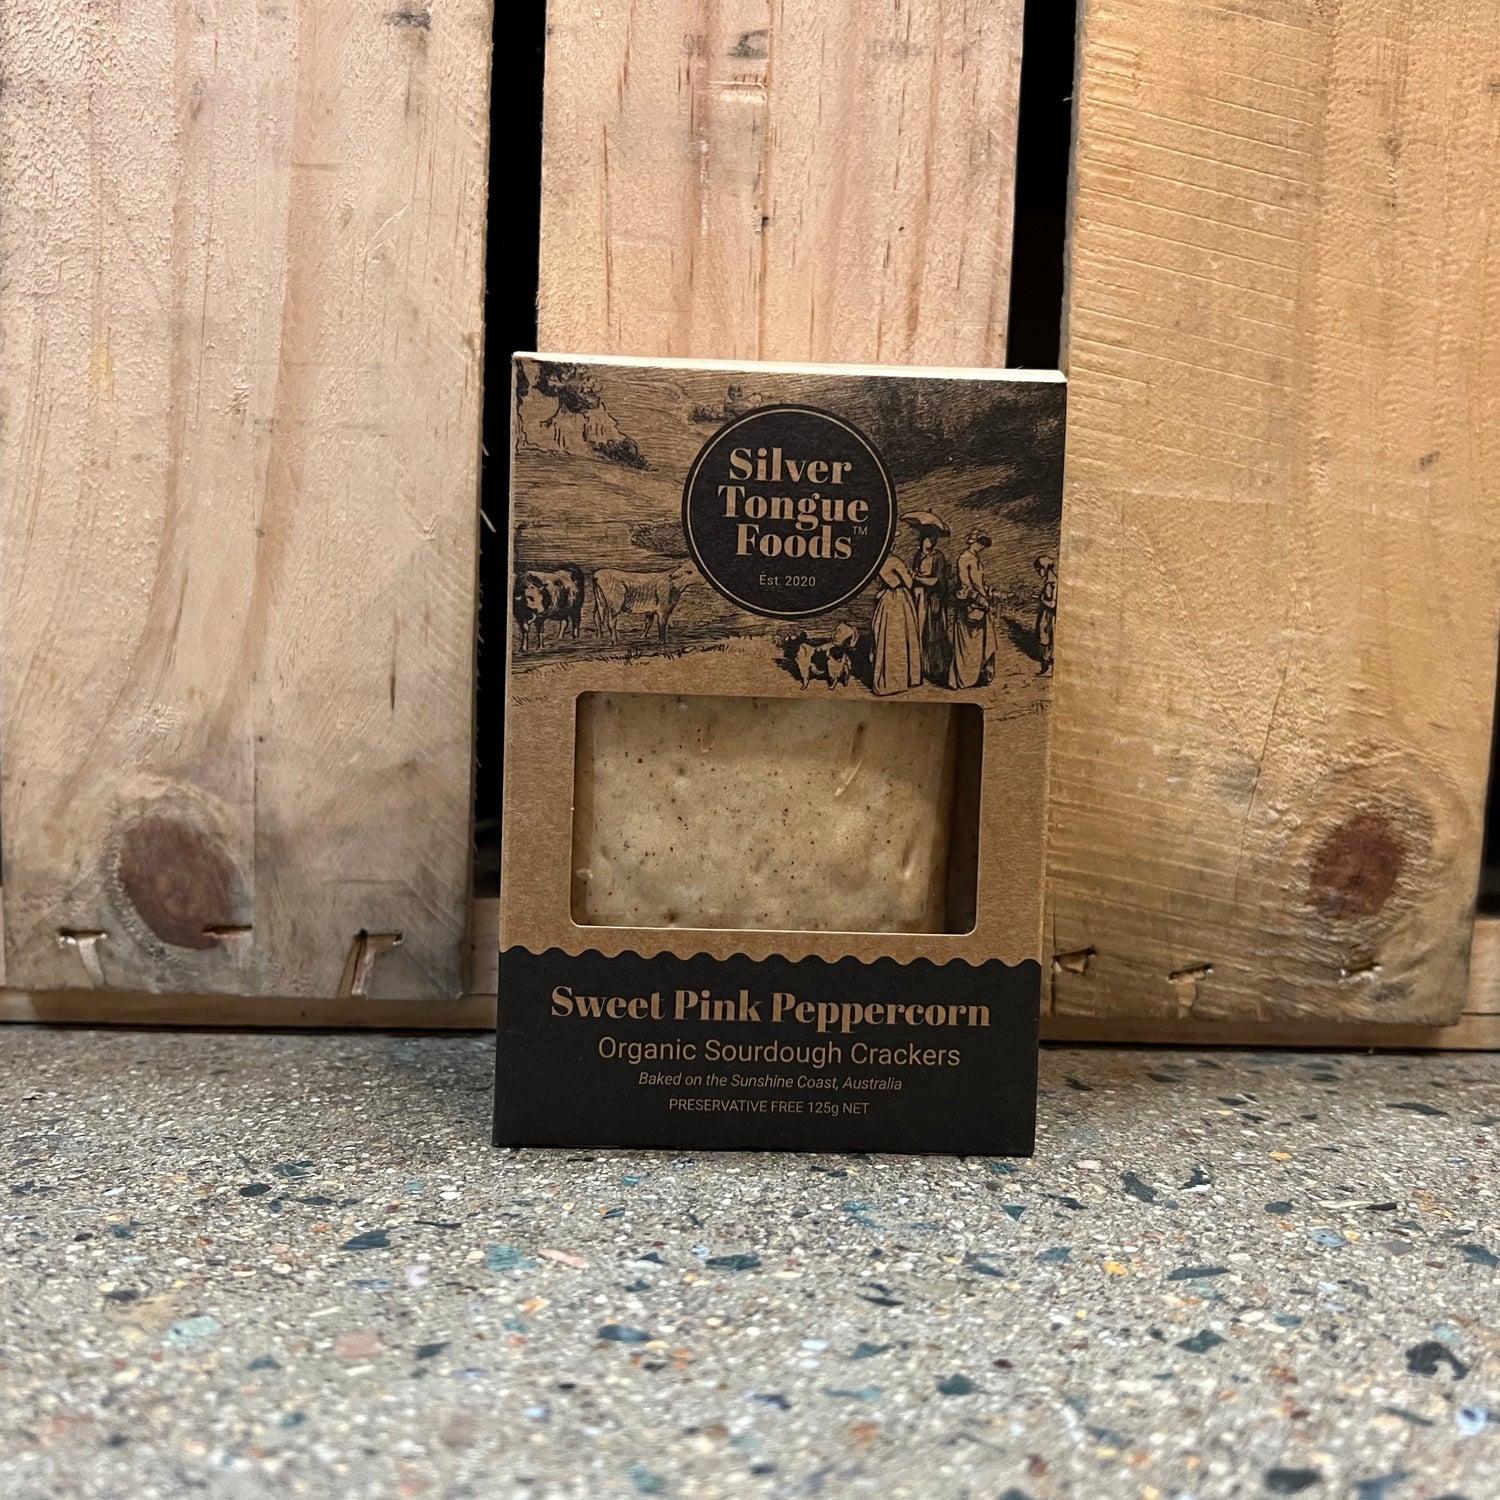 Silver
Tongue
Foods™
Est. 2020
Sweet Pink Peppercorn
Organic Sourdough Crackers
Baked on the Sunshine Coast, Australia
PRESERVATIVE FREE 125g NET